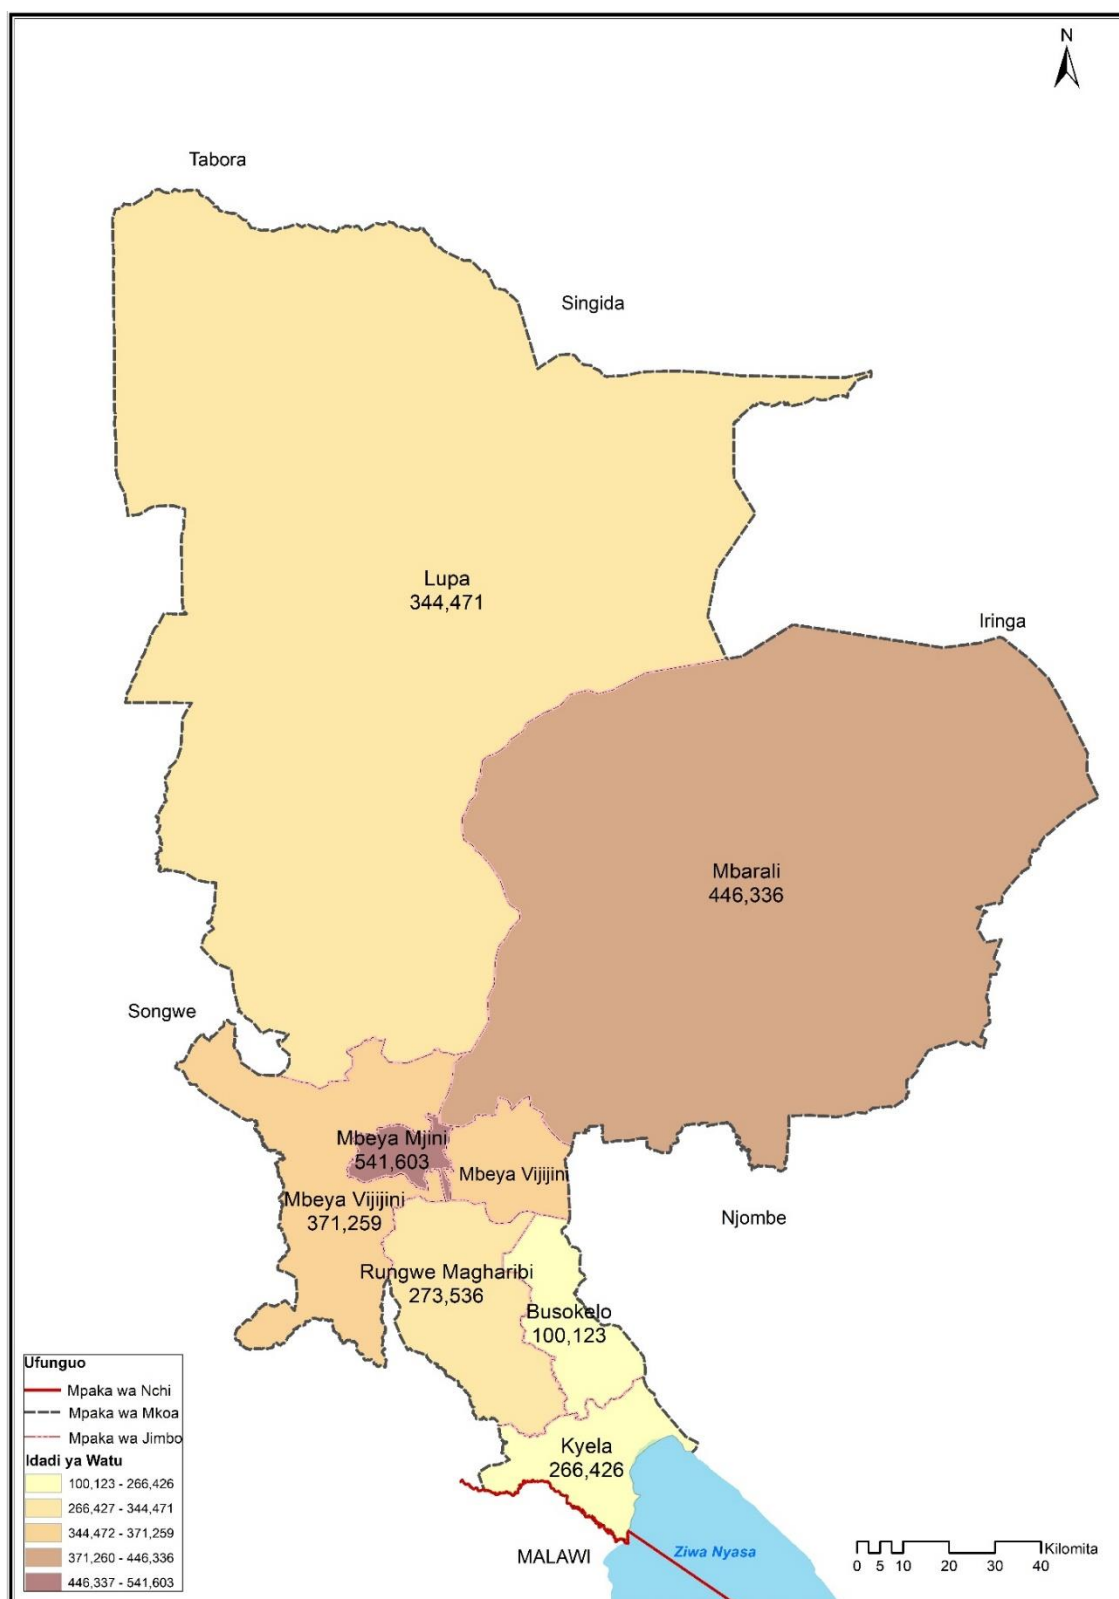 N
Tabora
Singida
Lupa
344,471
Iringa
Mbarali
446,336
Songwe
Mbeya Mjini
541,603
Mbeya Vijijini
Mbeya Vijijini
371,259
Njombe
Rungwe Magharibi
273,536
Busokelo
100,123
Kyela
266,426
MALAWI
Ziwa Nyasa
Ufunguo
Mpaka wa Nchi
Mpaka wa Mkoa
Mpaka wa Jimbo
Idadi ya Watu
100,123 - 266,426
266,427 - 344,471
344,472 - 371,259
371,260 - 446,336
446,337 - 541,603
Kilomita
0 5 10 20 30 40